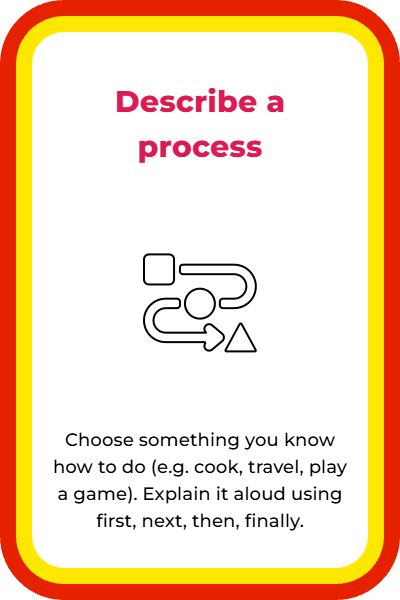 Describe a
process
Choose something you know
how to do (e.g. cook, travel, play
a game). Explain it aloud using
first, next, then, finally.